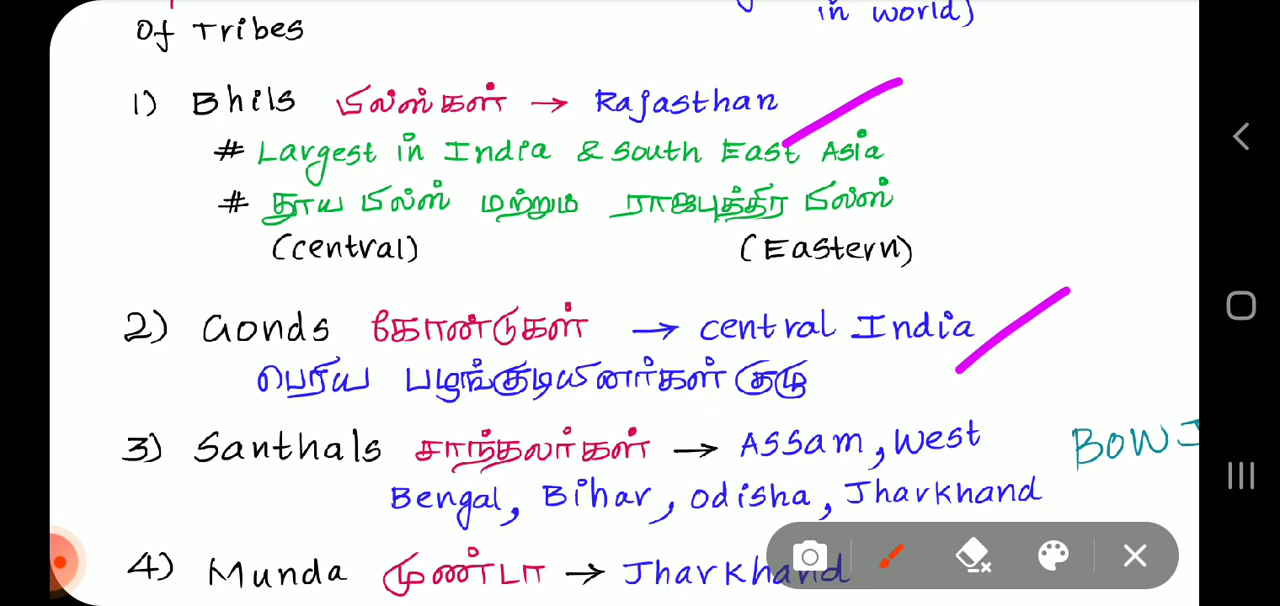 in world)
Of Tribes
1) Bhils பில்ஸ்கள் → Rajasthan
# Largest in India & South East Asia
# தூய பில்ஸ் மற்றும் ராஜபுத்திர பில்ஸ்
(central) (Eastern)
2) Gonds கோண்டுகள் → central India
பெரிய பழங்குடியினர்கள் குழு
3) Santhals சாந்தலர்கள் → Assam, West
Bengal, Bihar, Odisha, Jharkhand
BOWJ
4) Munda முண்டா → Jharkhand